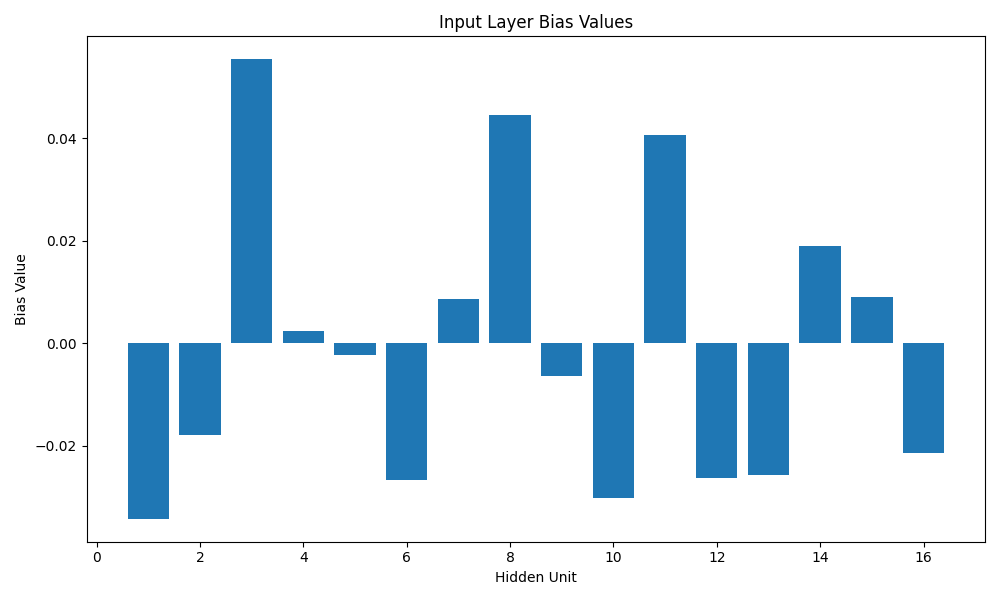 Input Layer Bias Values
Bias Value
0.04
0.02
0.00
−0.02
0 2 4 6 8 10 12 14 16
Hidden Unit